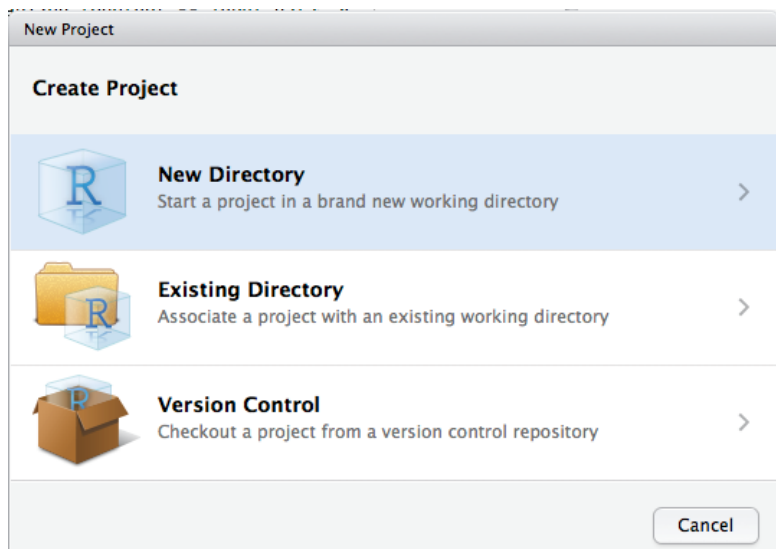 New Project
Create Project
R
New Directory
Start a project in a brand new working directory
R
Existing Directory
Associate a project with an existing working directory
R
Version Control
Checkout a project from a version control repository
Cancel